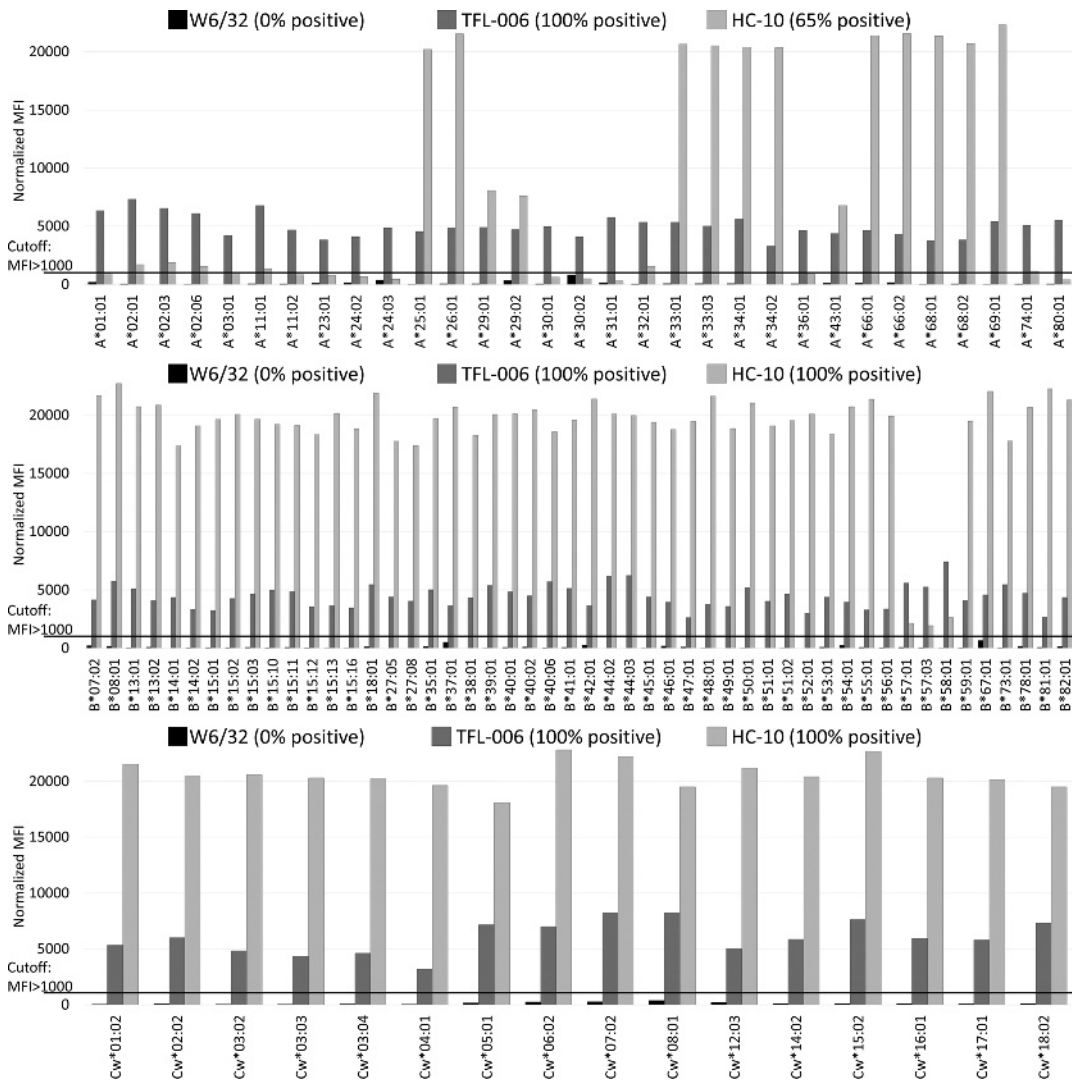 W6/32 (0% positive) TFL-006 (100% positive) HC-10 (65% positive)
Normalized MFI
20000
15000
10000
5000
Cutoff:
MFI>1000
0
A*01:01 A*02:01 A*02:03 A*02:06 A*03:01 A*11:01 A*11:02 A*23:01 A*24:02 A*24:03 A*25:01 A*26:01 A*29:01 A*29:02 A*30:01 A*30:02 A*31:01 A*32:01 A*33:01 A*33:03 A*34:01 A*34:02 A*36:01 A*43:01 A*66:01 A*66:02 A*68:01 A*68:02 A*69:01 A*74:01 A*80:01
W6/32 (0% positive) TFL-006 (100% positive) HC-10 (100% positive)
Normalized MFI
20000
15000
10000
5000
Cutoff:
MFI>1000
0
B*07:02 B*08:01 B*13:01 B*13:02 B*14:01 B*14:02 B*15:01 B*15:02 B*15:03 B*15:10 B*15:11 B*15:12 B*15:13 B*15:16 B*18:01 B*27:05 B*27:08 B*35:01 B*37:01 B*38:01 B*39:01 B*40:01 B*40:02 B*40:06 B*41:01 B*42:01 B*44:02 B*44:03 B*45:01 B*46:01 B*47:01 B*48:01 B*49:01 B*50:01 B*51:01 B*51:02 B*52:01 B*53:01 B*54:01 B*55:01 B*56:01 B*57:01 B*57:03 B*58:01 B*59:01 B*67:01 B*73:01 B*78:01 B*81:01 B*82:01
W6/32 (0% positive) TFL-006 (100% positive) HC-10 (100% positive)
Normalized MFI
20000
15000
10000
5000
Cutoff:
MFI>1000
0
Cw*01:02 Cw*02:02 Cw*03:02 Cw*03:03 Cw*03:04 Cw*04:01 Cw*05:01 Cw*06:02 Cw*07:02 Cw*08:01 Cw*12:03 Cw*14:02 Cw*15:02 Cw*16:01 Cw*17:01 Cw*18:02